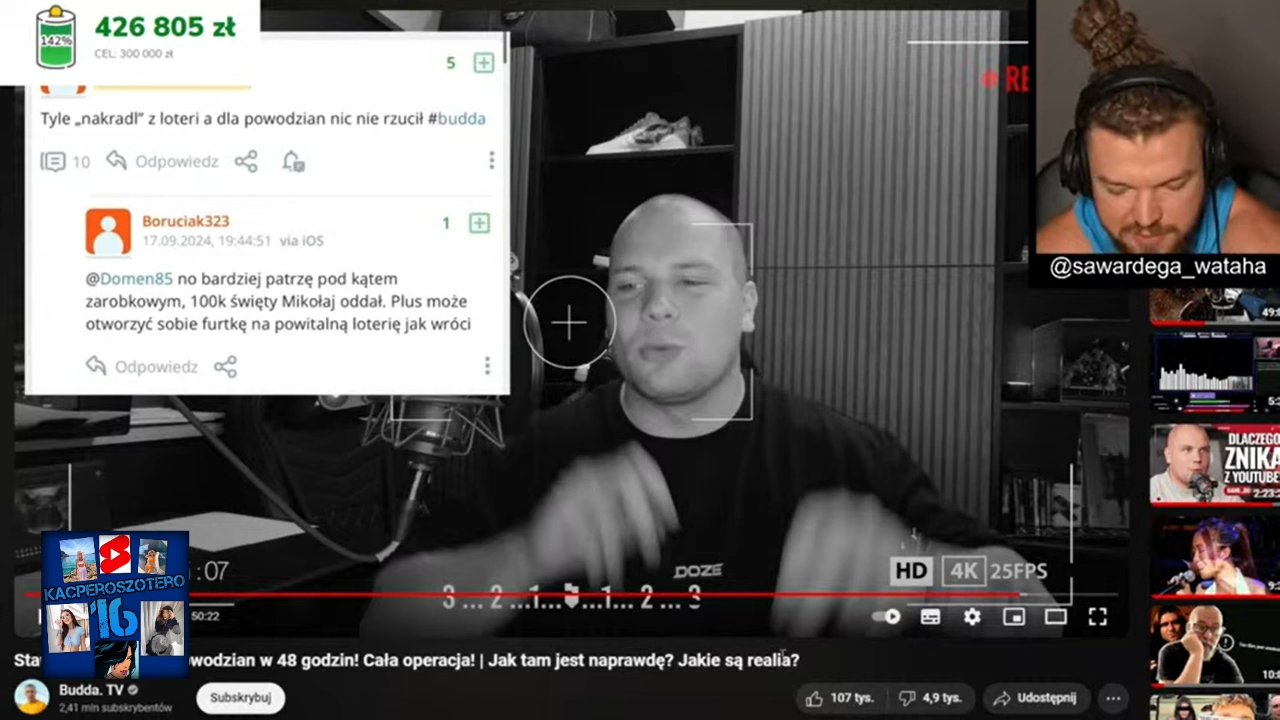 426 805 zł
142%
CEL: 300 000 zł
5
Tyle „nakradl” z loteri a dla powodzian nic nie rzucił #budda
10 Odpowiedz
Boruciak323
1
17.09.2024, 19:44:51 via iOS
@Domen85 no bardziej patrzę pod kątem
zarobkowym, 100k święty Mikołaj oddał. Plus może
otworzyć sobie furtkę na powitalną loterię jak wróci
Odpowiedz
@sawardega_wataha
DLACZEGO
ZNIKA
Z YOUTUBE
KACPEROSZOTERO
16
:07
50:22
DOZE
3 ... 2 ...1... ...1... 2 ... 3
HD 4K 25FPS
owodzian w 48 godzin! Cała operacja! | Jak tam jest naprawdę? Jakie są realia?
Budda. TV
2,41 mln subskrybentów
Subskrybuj
107 tys.
4,9 tys.
Udostępnij